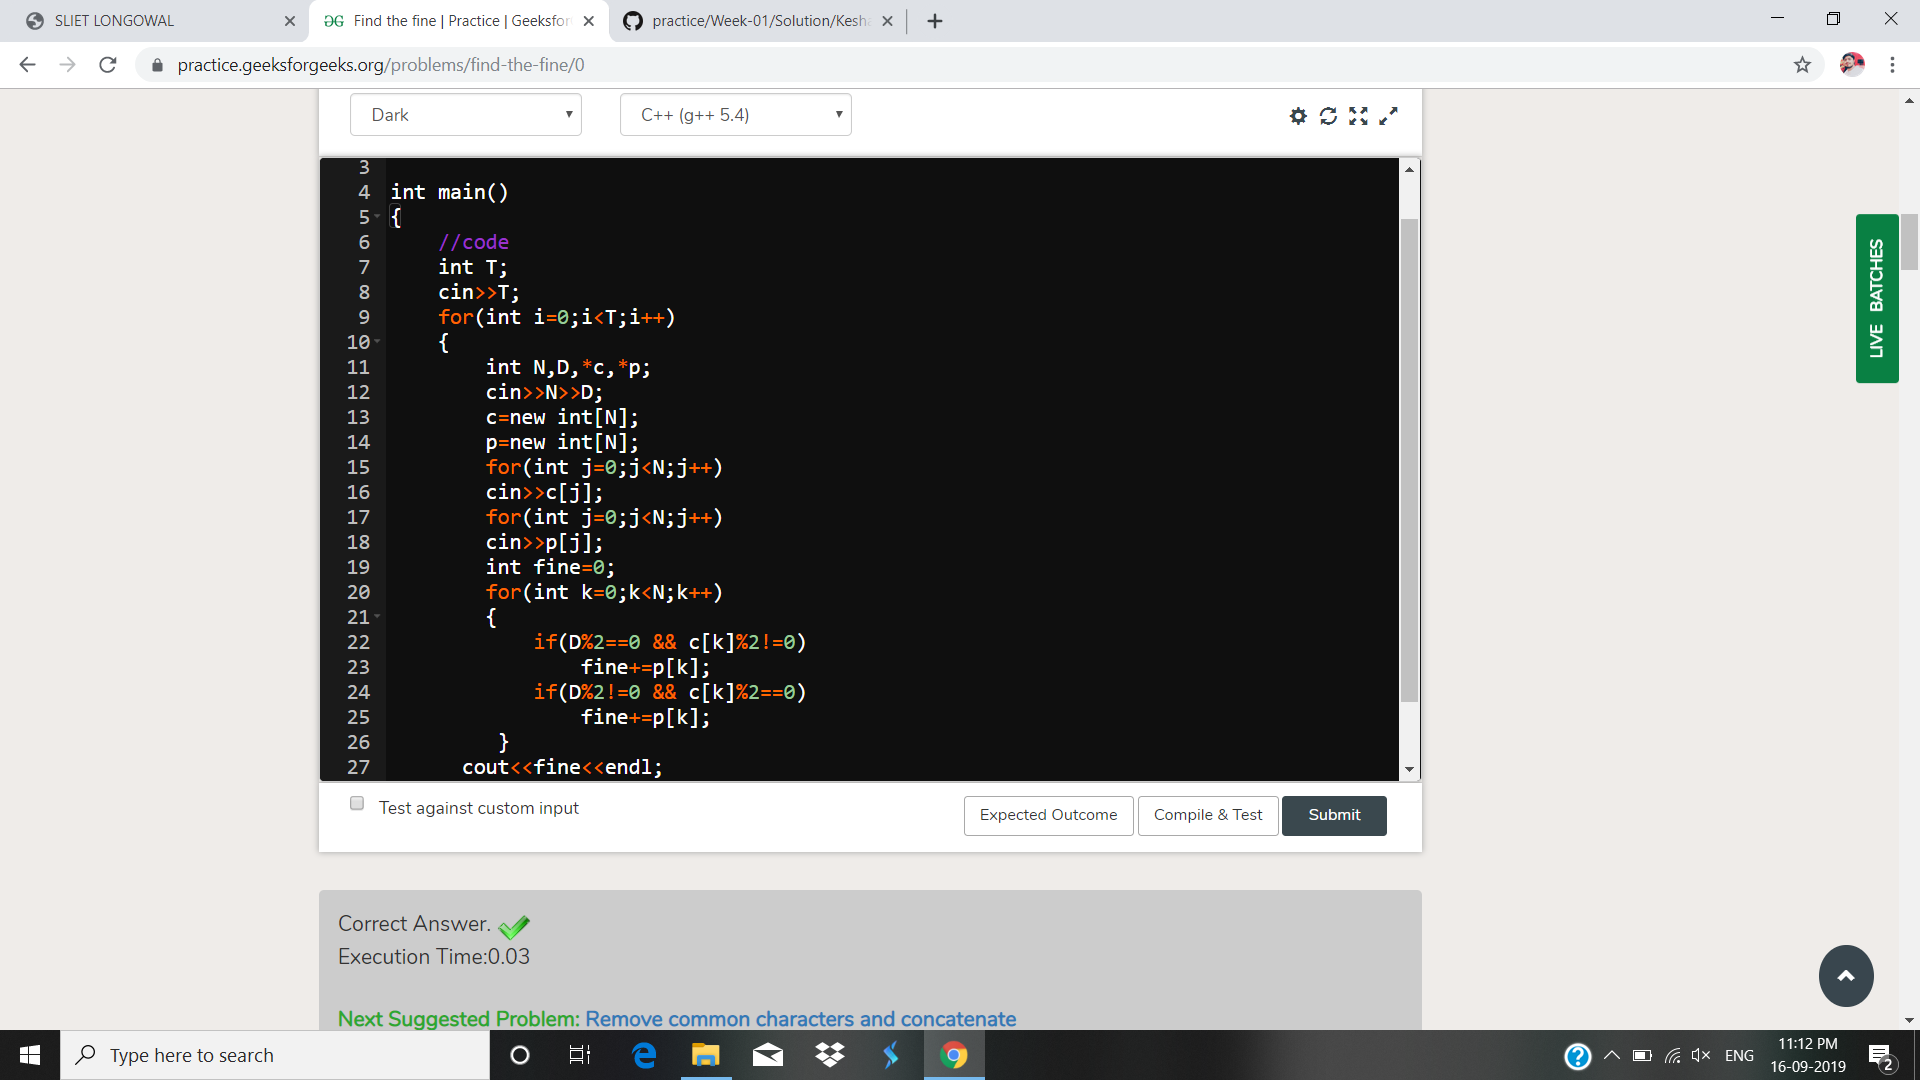 SLIET LONGOWAL
Find the fine | Practice | Geeksfor
practice/Week-01/Solution/Kesha
practice.geeksforgeeks.org/problems/find-the-fine/0
Dark
C++ (g++ 5.4)
3
4 int main()
5 {
6 //code
7 int T;
8 cin>>T;
9 for(int i=0;i<T;i++)
10 {
11 int N,D,*c,*p;
12 cin>>N>>D;
13 c=new int[N];
14 p=new int[N];
15 for(int j=0;j<N;j++)
16 cin>>c[j];
17 for(int j=0;j<N;j++)
18 cin>>p[j];
19 int fine=0;
20 for(int k=0;k<N;k++)
21 {
22 if(D%2==0 && c[k]%2!=0)
23 fine+=p[k];
24 if(D%2!=0 && c[k]%2==0)
25 fine+=p[k];
26 }
27 cout<<fine<<endl;
LIVE BATCHES
Test against custom input
Expected Outcome
Compile & Test
Submit
Correct Answer.
Execution Time:0.03
Next Suggested Problem: Remove common characters and concatenate
Type here to search
ENG
11:12 PM
16-09-2019
2